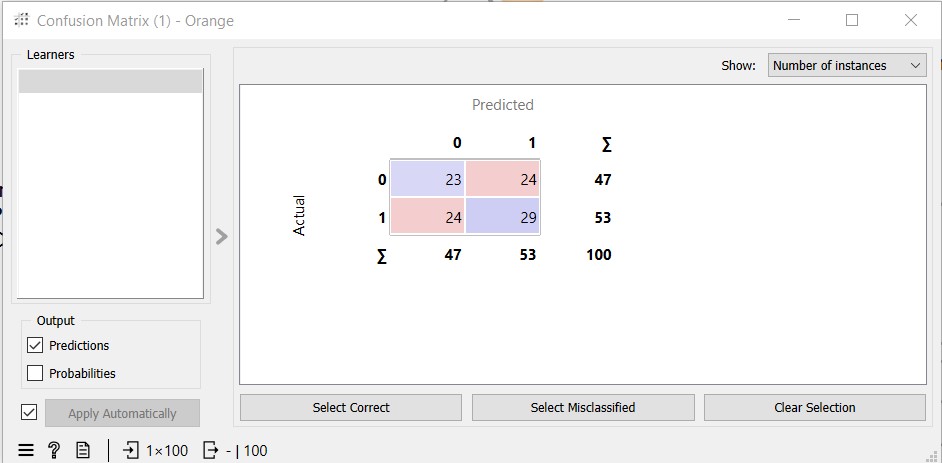 Confusion Matrix (1) - Orange
Learners
Show: Number of instances
Predicted
0 1 ∑
0 23 24 47
Actual
1 24 29 53
∑ 47 53 100
Output
Predictions
Probabilities
Apply Automatically
Select Correct Select Misclassified Clear Selection
? 1×100 - | 100